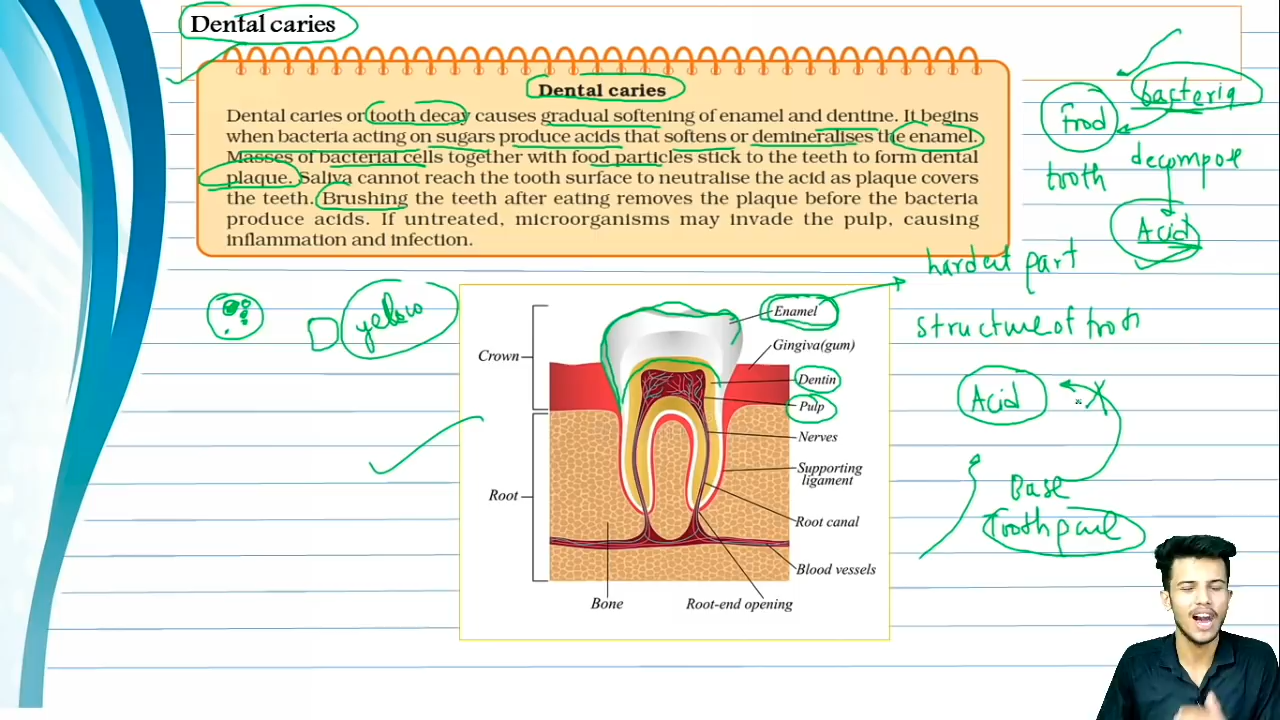 Dental caries
Dental caries
Dental caries or tooth decay causes gradual softening of enamel and dentine. It begins
when bacteria acting on sugars produce acids that softens or demineralises the enamel.
Masses of bacterial cells together with food particles stick to the teeth to form dental
plaque. Saliva cannot reach the tooth surface to neutralise the acid as plaque covers
the teeth. Brushing the teeth after eating removes the plaque before the bacteria
produce acids. If untreated, microorganisms may invade the pulp, causing
inflammation and infection.
bacteria
food
decompose
tooth
Acid
hardest part
structure of
Acid
Base
yellow
Crown
Root
Enamel
Gingiva(gum)
Dentin
Pulp
Nerves
Supporting
ligament
Root canal
Blood vessels
Bone
Root-end opening